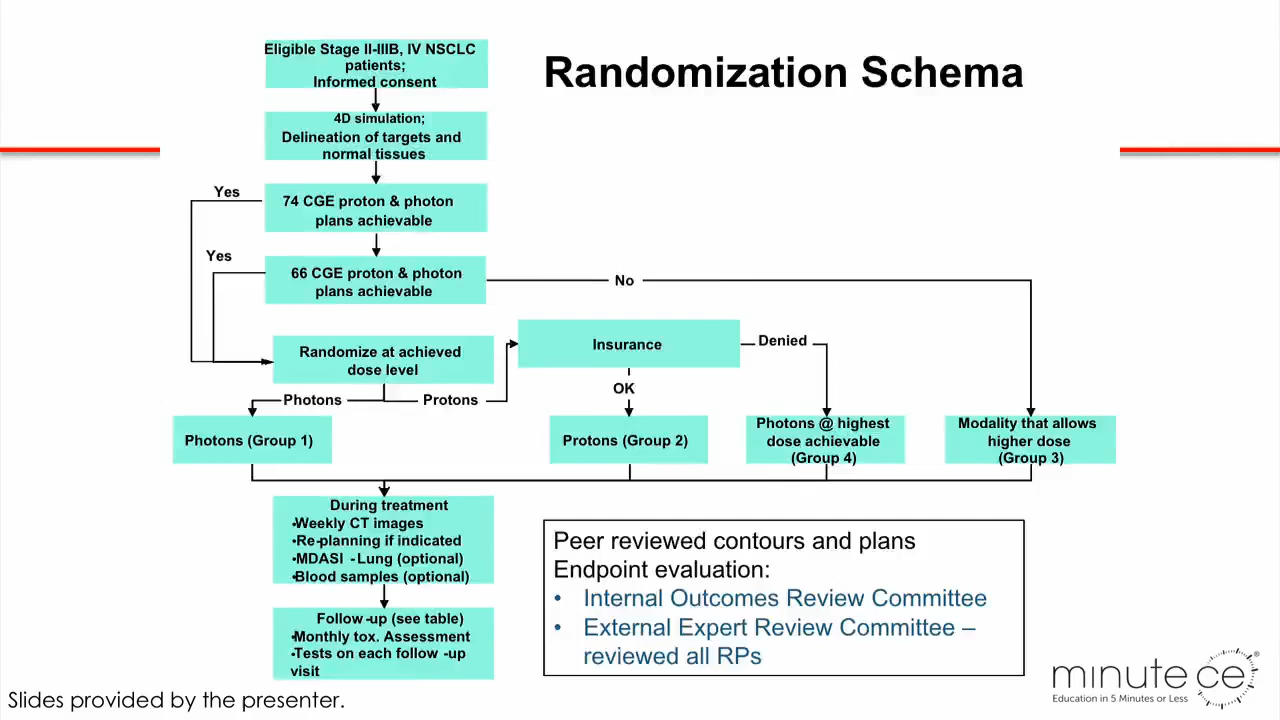 Randomization Schema
Eligible Stage II-IIIB, IV NSCLC
patients;
Informed consent
4D simulation;
Delineation of targets and
normal tissues
Yes
74 CGE proton & photon
plans achievable
Yes
66 CGE proton & photon
plans achievable
No
Randomize at achieved
dose level
Insurance
Denied
OK
Photons
Protons
Photons (Group 1)
Protons (Group 2)
Photons @ highest
dose achievable
(Group 4)
Modality that allows
higher dose
(Group 3)
During treatment
•Weekly CT images
•Re-planning if indicated
•MDASI - Lung (optional)
•Blood samples (optional)
Follow-up (see table)
•Monthly tox. Assessment
•Tests on each follow -up
visit
Peer reviewed contours and plans
Endpoint evaluation:
• Internal Outcomes Review Committee
• External Expert Review Committee –
reviewed all RPs
minute ce®
Education in 5 Minutes or Less
Slides provided by the presenter.